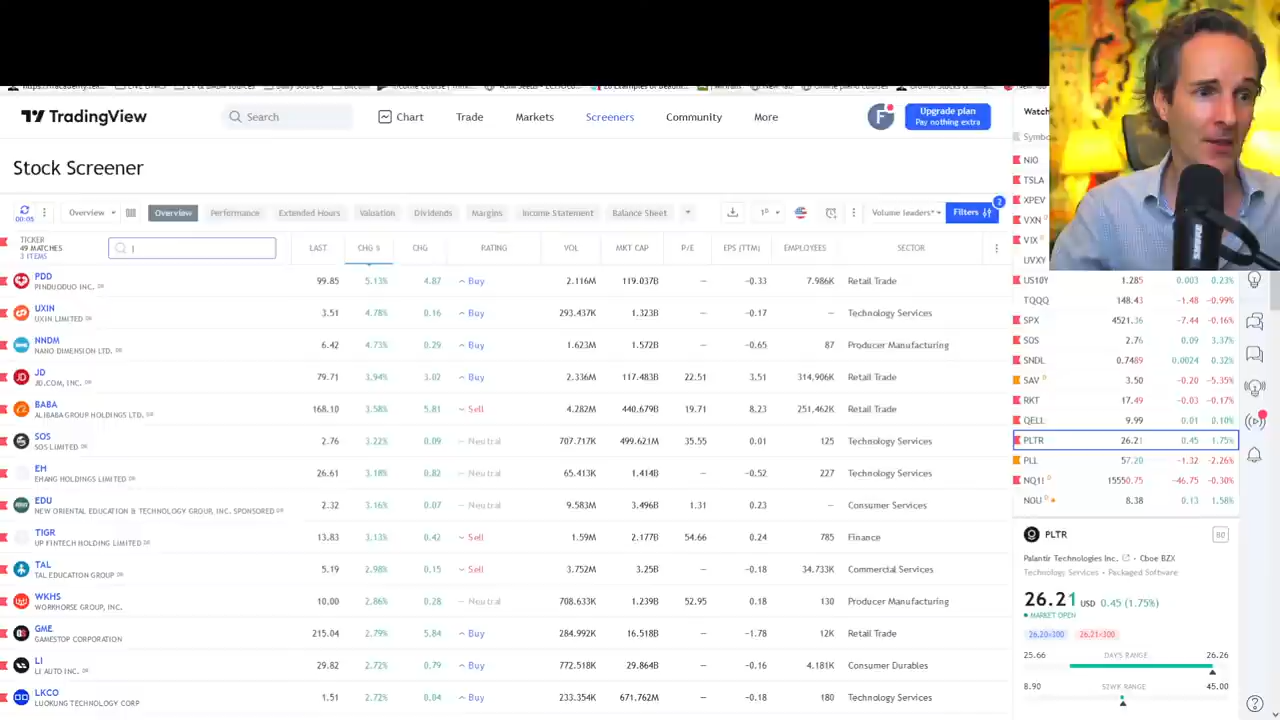 TradingView
Search
Chart
Trade
Markets
Screeners
Community
More
F
Upgrade plan
Pay nothing extra
Watch
Symbo
Stock Screener
00:05
Overview
Overview
Performance
Extended Hours
Valuation
Dividends
Margins
Income Statement
Balance Sheet
1D
Volume leaders*
Filters
2
TICKER
49 MATCHES
3 ITEMS
LAST CHG % CHG RATING VOL MKT CAP P/E EPS (TTM) EMPLOYEES SECTOR
PDD 99.85 5.13% 4.87 Buy 2.116M 119.037B — -0.33 7.986K Retail Trade
PINDUODUO INC.
UXIN 3.51 4.78% 0.16 Buy 293.437K 1.323B — -0.17 — Technology Services
UXIN LIMITED
NNDM 6.42 4.73% 0.29 Buy 1.623M 1.572B — -0.65 87 Producer Manufacturing
NANO DIMENSION LTD.
JD 79.71 3.94% 3.02 Buy 2.336M 117.483B 22.51 3.51 314.906K Retail Trade
JD.COM, INC.
BABA 168.10 3.58% 5.81 Sell 4.282M 440.679B 19.71 8.23 251.462K Retail Trade
ALIBABA GROUP HOLDINGS LTD.
SOS 2.76 3.22% 0.09 Neutral 707.717K 499.621M 35.55 0.01 125 Technology Services
SOS LIMITED
EH 26.61 3.18% 0.82 Neutral 65.413K 1.414B — -0.52 227 Technology Services
EHANG HOLDINGS LIMITED
EDU 2.32 3.16% 0.07 Neutral 9.583M 3.496B 1.31 0.23 — Consumer Services
NEW ORIENTAL EDUCATION & TECHNOLOGY GROUP, INC. SPONSORED
TIGR 13.83 3.13% 0.42 Sell 1.59M 2.177B 54.66 0.24 785 Finance
UP FINTECH HOLDING LIMITED
TAL 5.19 2.98% 0.15 Sell 3.752M 3.25B — -0.18 34.733K Commercial Services
TAL EDUCATION GROUP
WKHS 10.00 2.86% 0.28 Neutral 708.633K 1.239B 52.95 0.18 130 Producer Manufacturing
WORKHORSE GROUP, INC.
GME 215.04 2.79% 5.84 Buy 284.992K 16.518B — -1.78 12K Retail Trade
GAMESTOP CORPORATION
LI 29.82 2.72% 0.79 Buy 772.518K 29.864B — -0.16 4.181K Consumer Durables
LI AUTO INC.
LKCO 1.51 2.72% 0.04 Buy 233.354K 671.762M — -0.18 180 Technology Services
LUOKUNG TECHNOLOGY CORP
NIO
TSLA
XPEV
VXN
VIX
UVXY
US10Y 1.285 0.003 0.23%
TQQQ 148.43 -1.48 -0.99%
SPX 4521.36 -7.44 -0.16%
SOS 2.76 0.09 3.37%
SNDL 0.7489 0.0024 0.32%
SAV 3.50 -0.20 -5.35%
RKT 17.49 -0.03 -0.17%
QELL 9.99 0.01 0.10%
PLTR 26.21 0.45 1.75%
PLL 57.20 -1.32 -2.26%
NQ1! 15550.75 -46.75 -0.30%
NOU 8.38 0.13 1.58%
PLTR
Palantir Technologies Inc. • Cboe BZX
Technology Services • Packaged Software
26.21 USD 0.45 (1.75%)
MARKET OPEN
26.20×300 26.21×300
25.66 DAY'S RANGE 26.26
8.90 52WK RANGE 45.00
SHURE